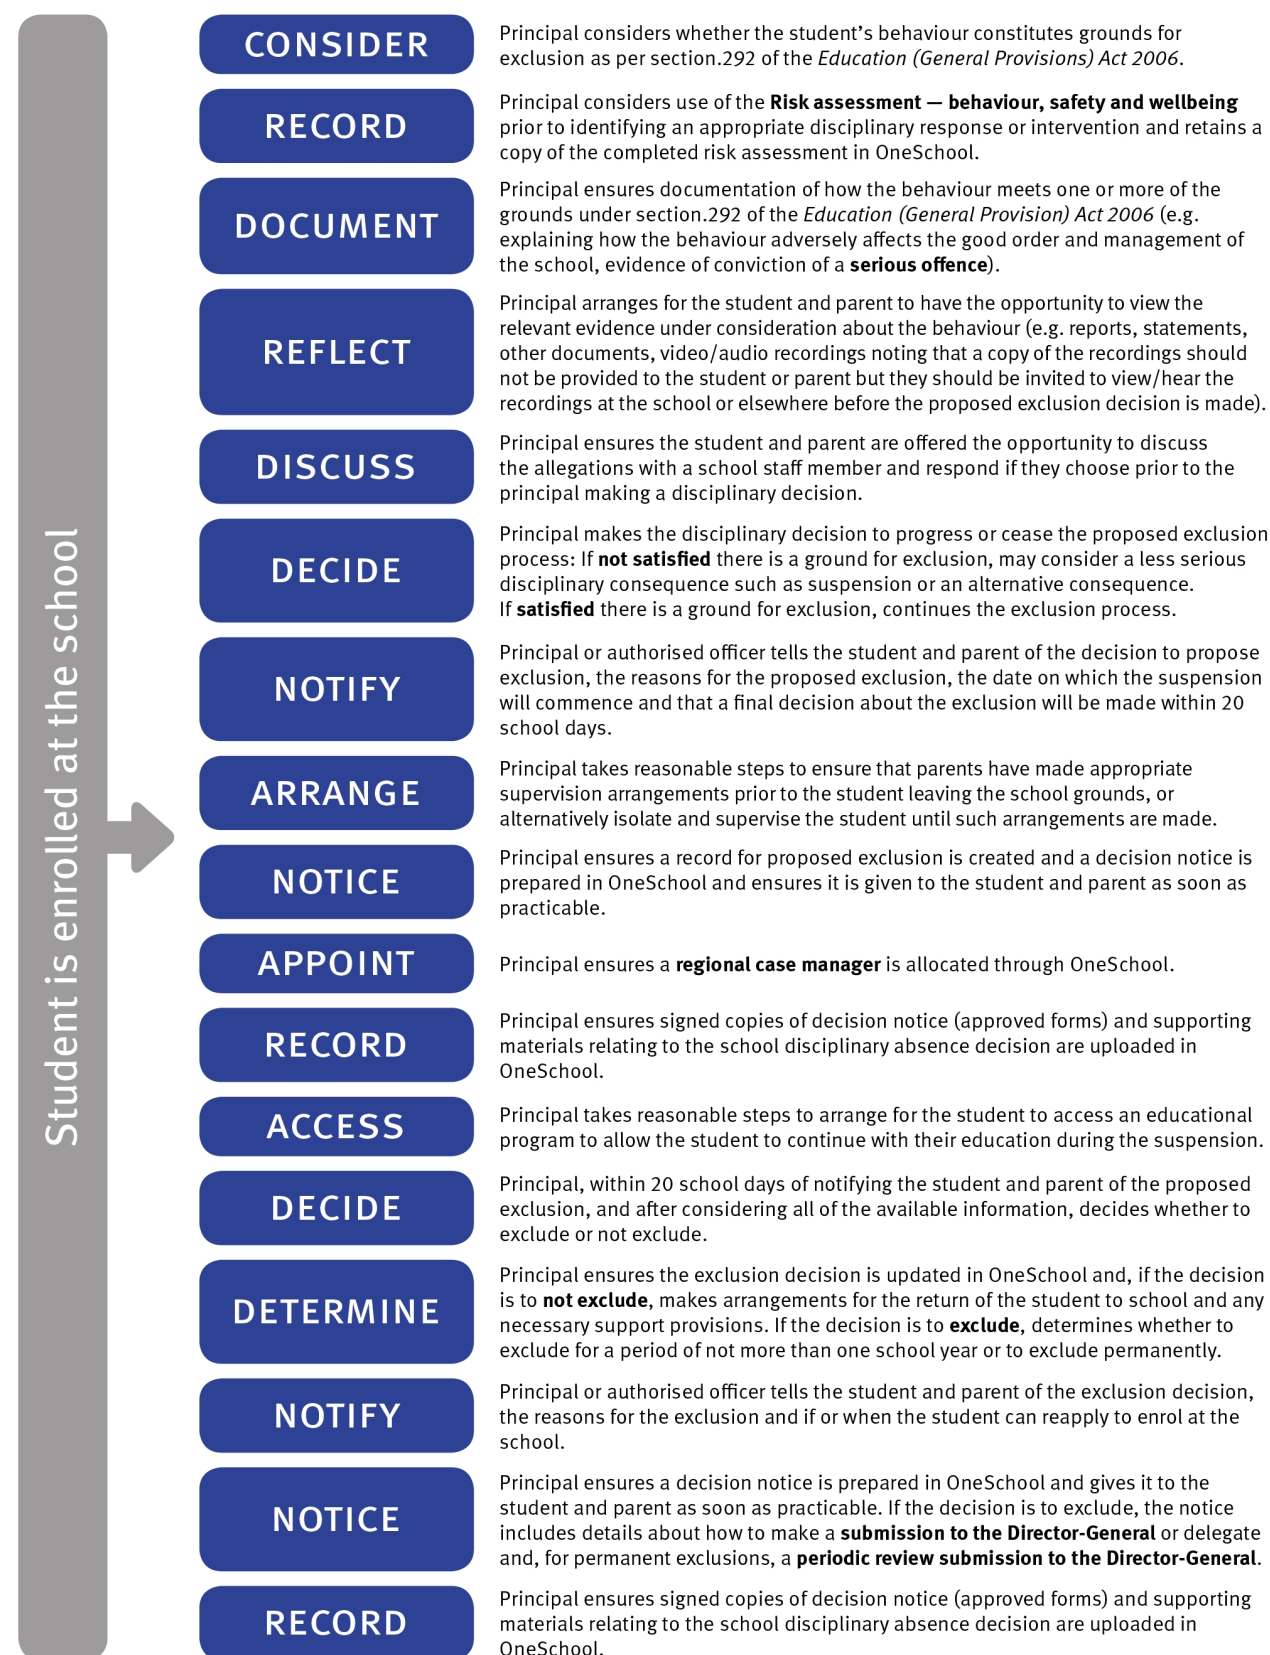 Student is enrolled at the school
CONSIDER
Principal considers whether the student's behaviour constitutes grounds for
exclusion as per section.292 of the Education (General Provisions) Act 2006.
RECORD
Principal considers use of the Risk assessment — behaviour, safety and wellbeing
prior to identifying an appropriate disciplinary response or intervention and retains a
copy of the completed risk assessment in OneSchool.
DOCUMENT
Principal ensures documentation of how the behaviour meets one or more of the
grounds under section.292 of the Education (General Provision) Act 2006 (e.g.
explaining how the behaviour adversely affects the good order and management of
the school, evidence of conviction of a serious offence).
REFLECT
Principal arranges for the student and parent to have the opportunity to view the
relevant evidence under consideration about the behaviour (e.g. reports, statements,
other documents, video/audio recordings noting that a copy of the recordings should
not be provided to the student or parent but they should be invited to view/hear the
recordings at the school or elsewhere before the proposed exclusion decision is made).
DISCUSS
Principal ensures the student and parent are offered the opportunity to discuss
the allegations with a school staff member and respond if they choose prior to the
principal making a disciplinary decision.
DECIDE
Principal makes the disciplinary decision to progress or cease the proposed exclusion
process: If not satisfied there is a ground for exclusion, may consider a less serious
disciplinary consequence such as suspension or an alternative consequence.
If satisfied there is a ground for exclusion, continues the exclusion process.
NOTIFY
Principal or authorised officer tells the student and parent of the decision to propose
exclusion, the reasons for the proposed exclusion, the date on which the suspension
will commence and that a final decision about the exclusion will be made within 20
school days.
ARRANGE
Principal takes reasonable steps to ensure that parents have made appropriate
supervision arrangements prior to the student leaving the school grounds, or
alternatively isolate and supervise the student until such arrangements are made.
NOTICE
Principal ensures a record for proposed exclusion is created and a decision notice is
prepared in OneSchool and ensures it is given to the student and parent as soon as
practicable.
APPOINT
Principal ensures a regional case manager is allocated through OneSchool.
RECORD
Principal ensures signed copies of decision notice (approved forms) and supporting
materials relating to the school disciplinary absence decision are uploaded in
OneSchool.
ACCESS
Principal takes reasonable steps to arrange for the student to access an educational
program to allow the student to continue with their education during the suspension.
DECIDE
Principal, within 20 school days of notifying the student and parent of the proposed
exclusion, and after considering all of the available information, decides whether to
exclude or not exclude.
DETERMINE
Principal ensures the exclusion decision is updated in OneSchool and, if the decision
is to not exclude, makes arrangements for the return of the student to school and any
necessary support provisions. If the decision is to exclude, determines whether to
exclude for a period of not more than one school year or to exclude permanently.
NOTIFY
Principal or authorised officer tells the student and parent of the exclusion decision,
the reasons for the exclusion and if or when the student can reapply to enrol at the
school.
NOTICE
Principal ensures a decision notice is prepared in OneSchool and gives it to the
student and parent as soon as practicable. If the decision is to exclude, the notice
includes details about how to make a submission to the Director-General or delegate
and, for permanent exclusions, a periodic review submission to the Director-General.
RECORD
Principal ensures signed copies of decision notice (approved forms) and supporting
materials relating to the school disciplinary absence decision are uploaded in
OneSchool.